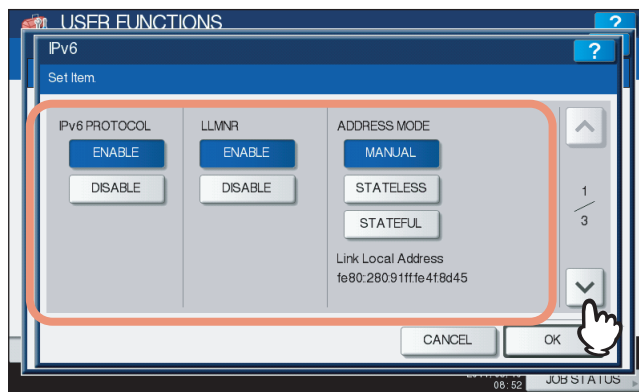 USER FUNCTIONS
?
IPv6
?
Set Item.
IPv6 PROTOCOL
LLMNR
ADDRESS MODE
ENABLE
ENABLE
MANUAL
DISABLE
DISABLE
STATELESS
1
/
3
STATEFUL
Link Local Address
fe80::280:91ff:fe4f:8d45
CANCEL
OK
08:52
JOB STATUS